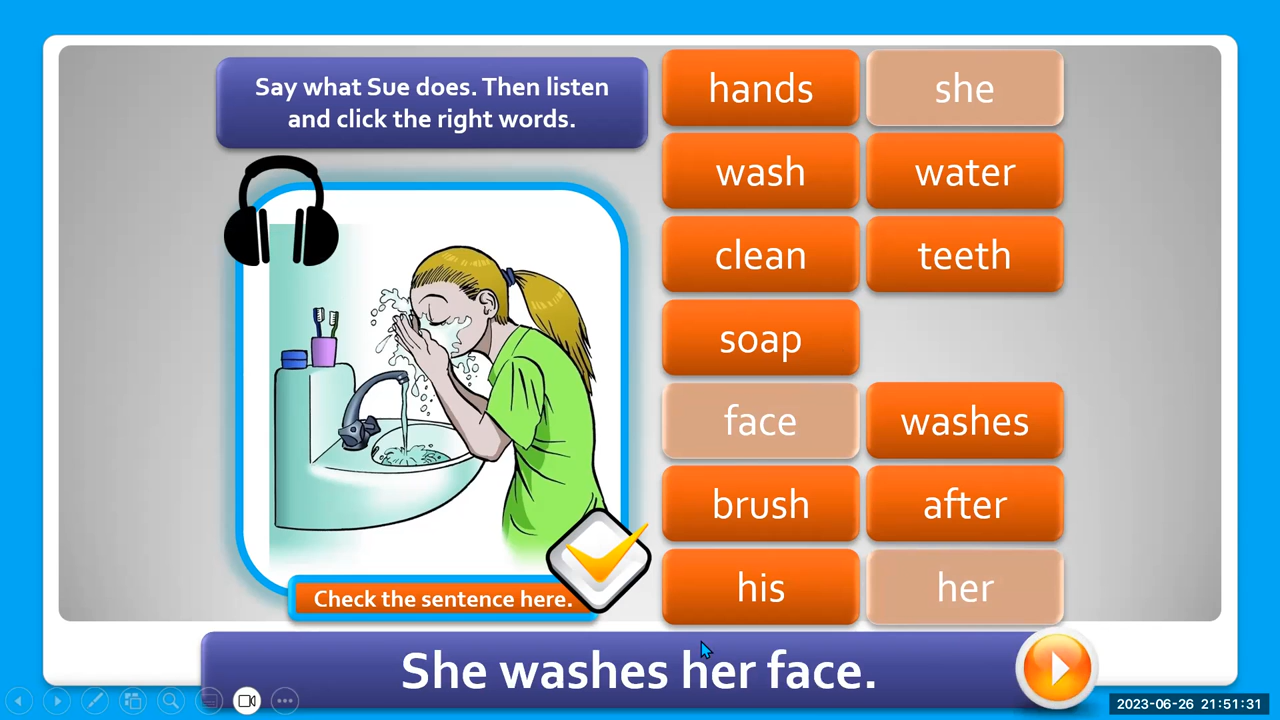 Say what Sue does. Then listen
and click the right words.
hands
she
wash
water
clean
teeth
soap
face
washes
brush
after
his
her
Check the sentence here.
She washes her face.
2023-06-26 21:51:31